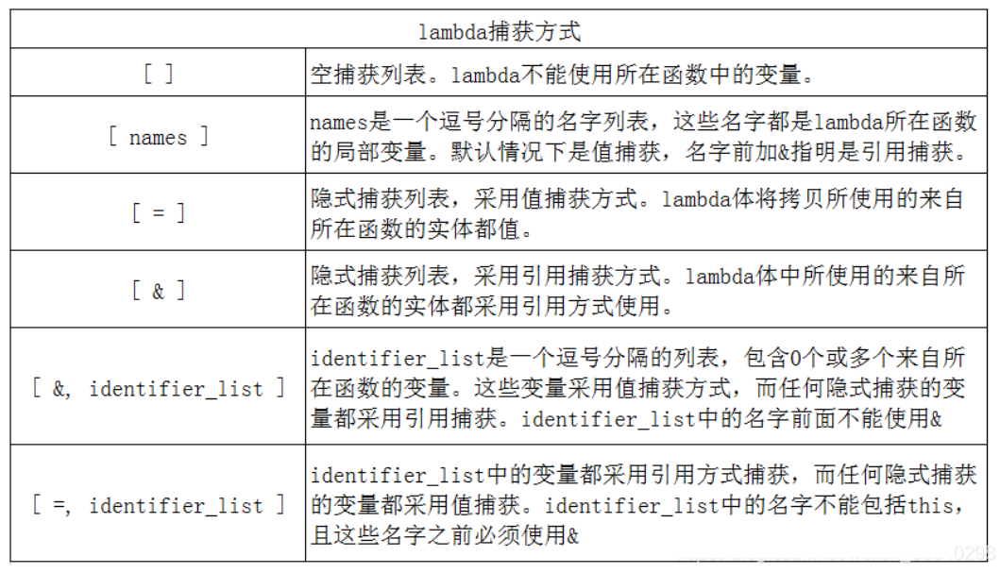 lambda捕获方式
[ ]
空捕获列表。lambda不能使用所在函数中的变量。
[ names ]
names是一个逗号分隔的名字列表，这些名字都是lambda所在函数
的局部变量。默认情况下是值捕获，名字前加&指明是引用捕获。
[ = ]
隐式捕获列表，采用值捕获方式。lambda体将拷贝所使用的来自
所在函数的实体都值。
[ & ]
隐式捕获列表，采用引用捕获方式。lambda体中所使用的来自所
在函数的实体都采用引用方式使用。
[ &, identifier_list ]
identifier_list是一个逗号分隔的列表，包含0个或多个来自所
在函数的变量。这些变量采用值捕获方式，而任何隐式捕获的变
量都采用引用捕获。identifier_list中的名字前面不能使用&
[ =, identifier_list ]
identifier_list中的变量都采用引用方式捕获，而任何隐式捕获
的变量都采用值捕获。identifier_list中的名字不能包括this，
且这些名字之前必须使用&